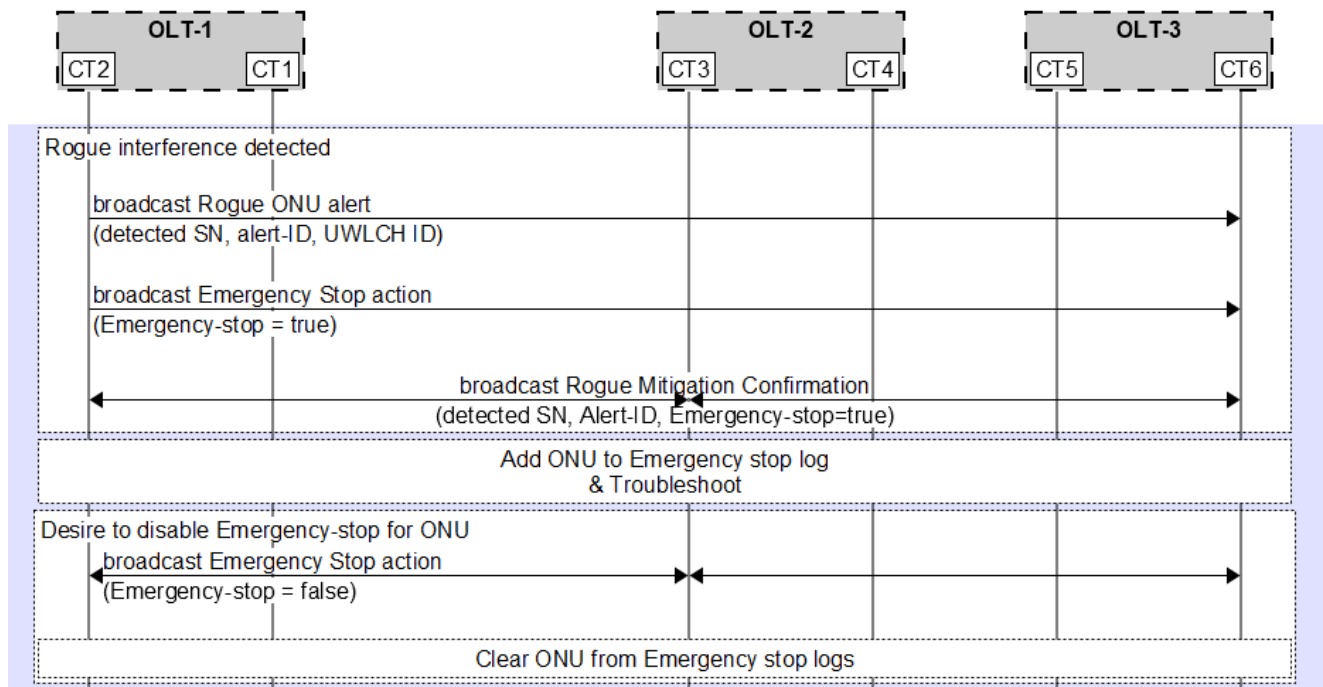 OLT-1
OLT-2
OLT-3
CT2
CT1
CT3
CT4
CT5
CT6
Rogue interference detected
broadcast Rogue ONU alert
(detected SN, alert-ID, UWLCH ID)
broadcast Emergency Stop action
(Emergency-stop = true)
broadcast Rogue Mitigation Confirmation
(detected SN, Alert-ID, Emergency-stop=true)
Add ONU to Emergency stop log
& Troubleshoot
Desire to disable Emergency-stop for ONU
broadcast Emergency Stop action
(Emergency-stop = false)
Clear ONU from Emergency stop logs